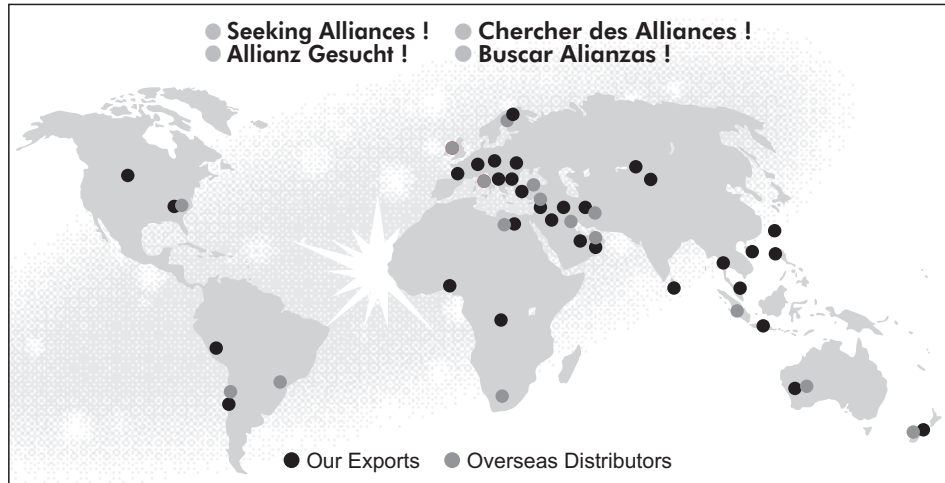 Seeking Alliances !
Chercher des Alliances !
Allianz Gesucht !
Buscar Alianzas !
Our Exports
Overseas Distributors